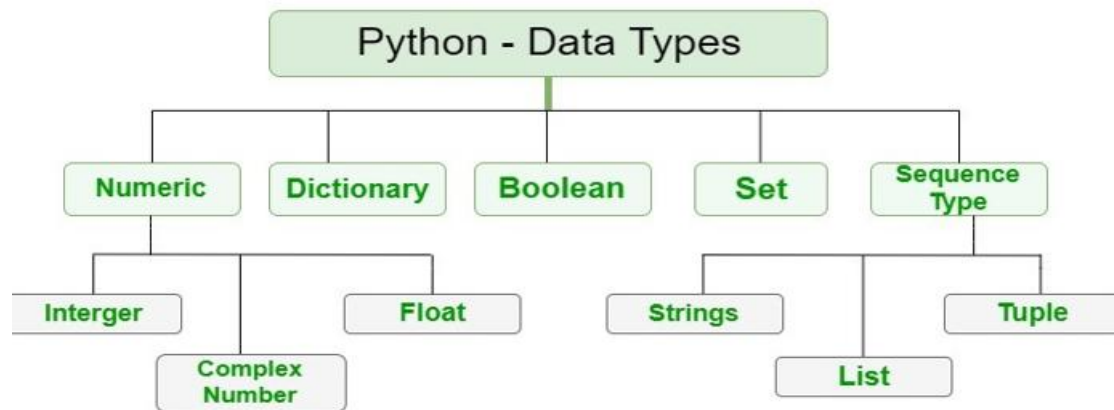 Python - Data Types
Numeric
Dictionary
Boolean
Set
Sequence
Type
Interger
Complex
Number
Float
Strings
List
Tuple